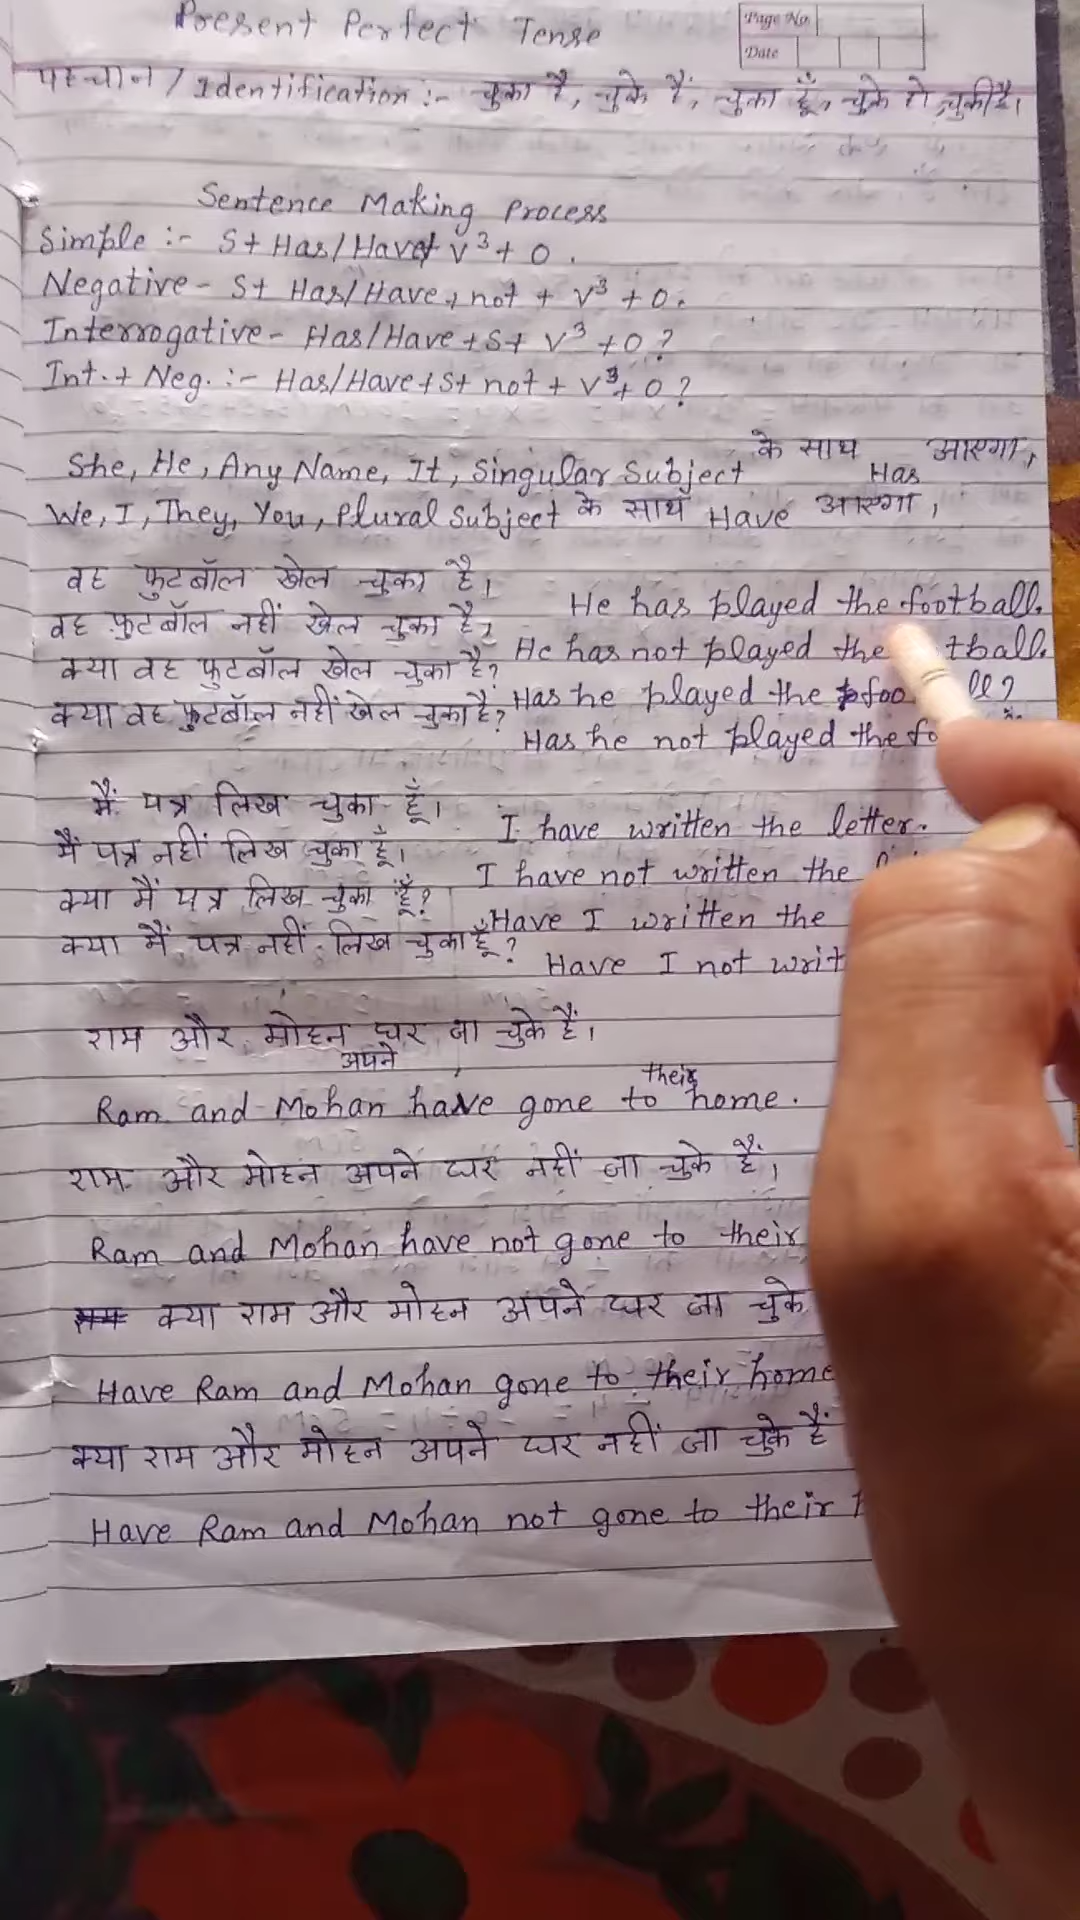 Present Perfect Tense
Page No.
Date
पहचान / Identification :- चुका है, चुके हैं, चुका हूँ, चुके हो, चुकी है।
Sentence Making Process
Simple :- S+ Has/Have+ V3 + O.
Negative - S+ Has/Have + not + V3 + O.
Interrogative - Has/Have + S+ V3 + O?
Int. + Neg. :- Has/Have + S+ not + V3 + O?
She, He, Any Name, It, Singular Subject के साथ Has आएगा,
We, I, They, You, Plural Subject के साथ Have आएगा,
वह फुटबॉल खेल चुका है। He has played the football.
वह फुटबॉल नहीं खेल चुका है, He has not played the tball.
क्या वह फुटबॉल खेल चुका है? Has he played the foo ll?
क्या वह फुटबॉल नहीं खेल चुका है? Has he not played the fo
मैं पत्र लिख चुका हूँ। I have written the letter.
मैं पत्र नहीं लिख चुका हूँ। I have not written the
क्या मैं पत्र लिख चुका हूँ? Have I written the
क्या मैं पत्र नहीं लिख चुका हूँ? Have I not writ
राम और मोहन अपने घर जा चुके हैं।
Ram and Mohan have gone to their home.
राम और मोहन अपने घर नहीं जा चुके हैं,
Ram and Mohan have not gone to their
क्या राम और मोहन अपने घर जा चुके
Have Ram and Mohan gone to their home
क्या राम और मोहन अपने घर नहीं जा चुके हैं
Have Ram and Mohan not gone to their